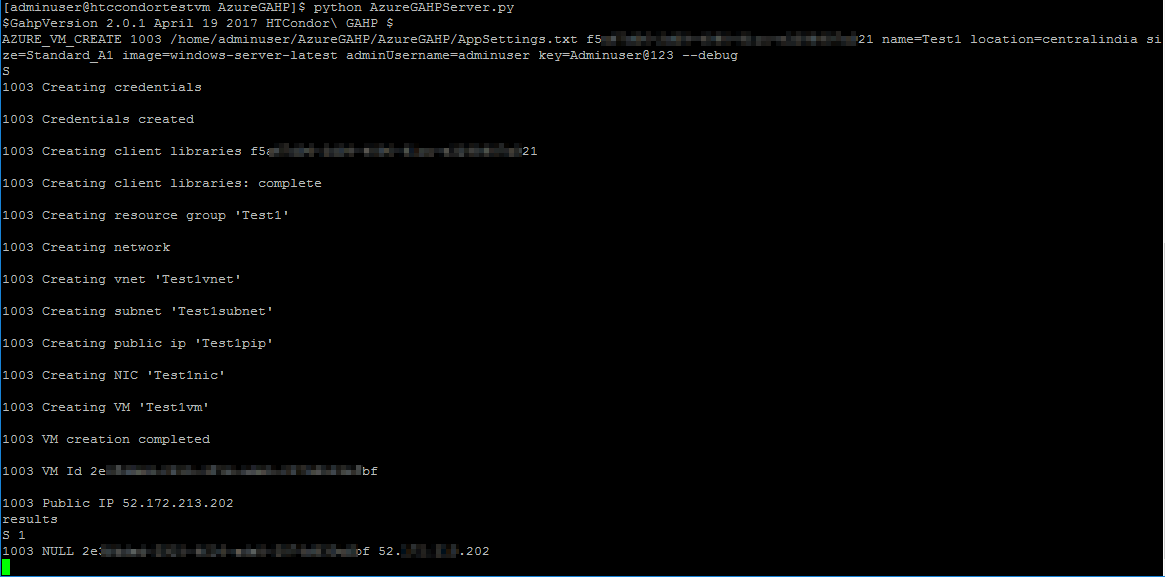 [adminuser@htccondortestvm AzureGAHP]$ python AzureGAHPServer.py
$GahpVersion 2.0.1 April 19 2017 HTCondor\ GAHP $
AZURE_VM_CREATE 1003 /home/adminuser/AzureGAHP/AzureGAHP/AppSettings.txt f5 21 name=Test1 location=centralindia si
ze=Standard_A1 image=windows-server-latest adminUsername=adminuser key=Adminuser@123 --debug
S
1003 Creating credentials
1003 Credentials created
1003 Creating client libraries f5a 21
1003 Creating client libraries: complete
1003 Creating resource group 'Test1'
1003 Creating network
1003 Creating vnet 'Test1vnet'
1003 Creating subnet 'Test1subnet'
1003 Creating public ip 'Test1pip'
1003 Creating NIC 'Test1nic'
1003 Creating VM 'Test1vm'
1003 VM creation completed
1003 VM Id 2e bf
1003 Public IP 52.172.213.202
results
S 1
1003 NULL 2e3 bf 52. .202